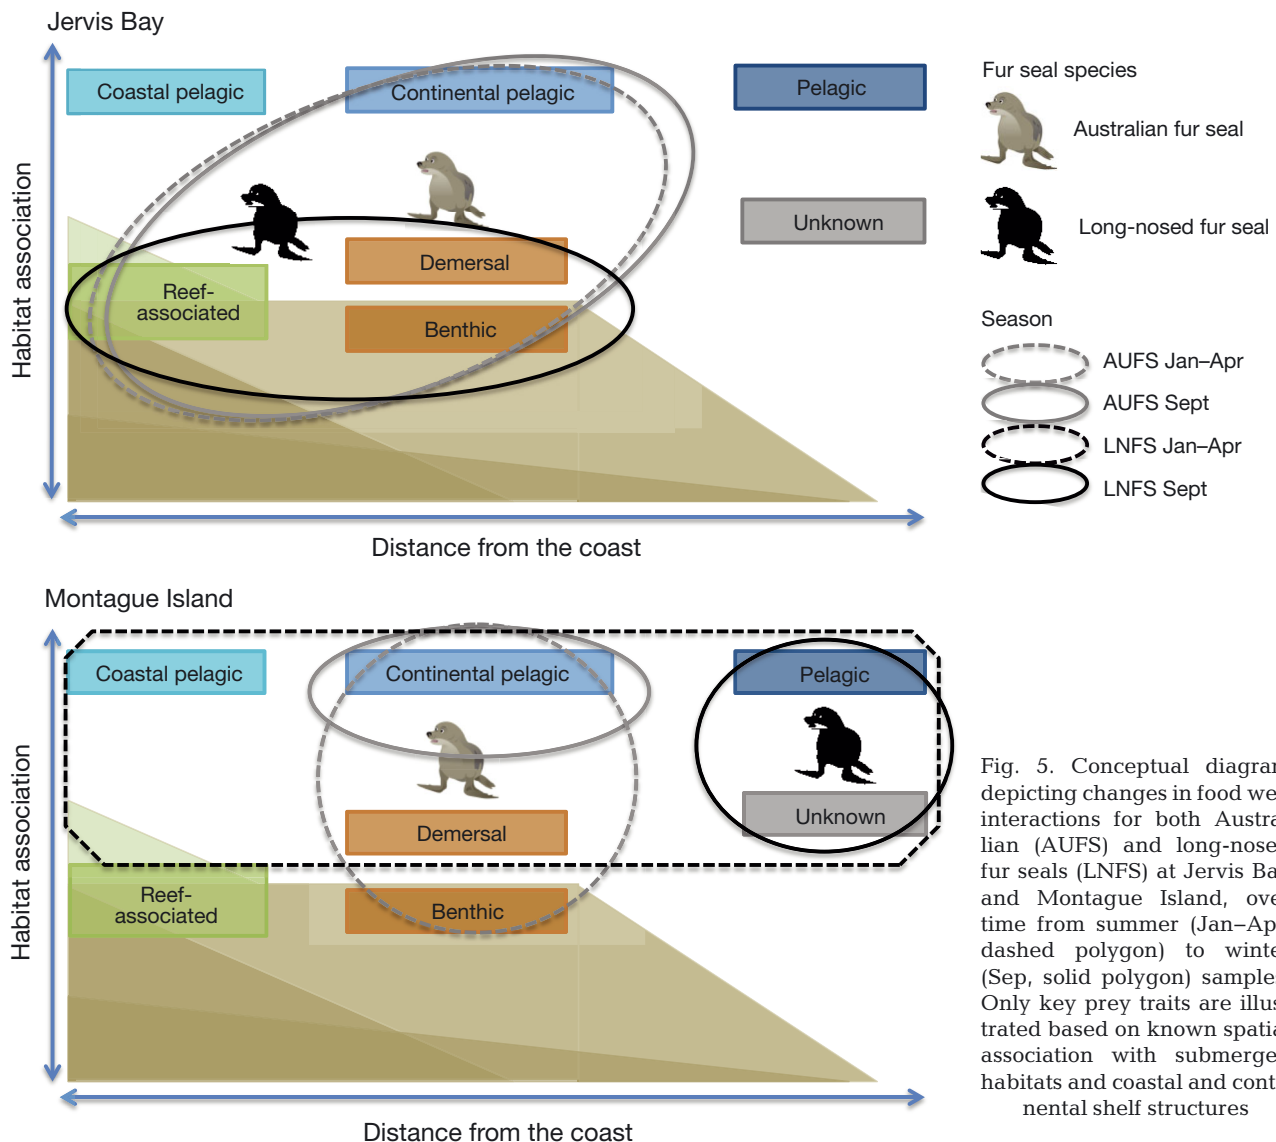 Jervis Bay
Habitat association
Coastal pelagic
Continental pelagic
Pelagic
Unknown
Demersal
Reef-
associated
Benthic
Distance from the coast
Fur seal species
Australian fur seal
Long-nosed fur seal
Season
AUFS Jan–Apr
AUFS Sept
LNFS Jan–Apr
LNFS Sept
Montague Island
Habitat association
Coastal pelagic
Continental pelagic
Pelagic
Unknown
Demersal
Reef-
associated
Benthic
Distance from the coast
Fig. 5. Conceptual diagram
depicting changes in food we
interactions for both Austra
lian (AUFS) and long-nose
fur seals (LNFS) at Jervis Ba
and Montague Island, ove
time from summer (Jan–Ap
dashed polygon) to winte
(Sep, solid polygon) samples
Only key prey traits are illus
trated based on known spatia
association with submerge
habitats and coastal and cont
nental shelf structures